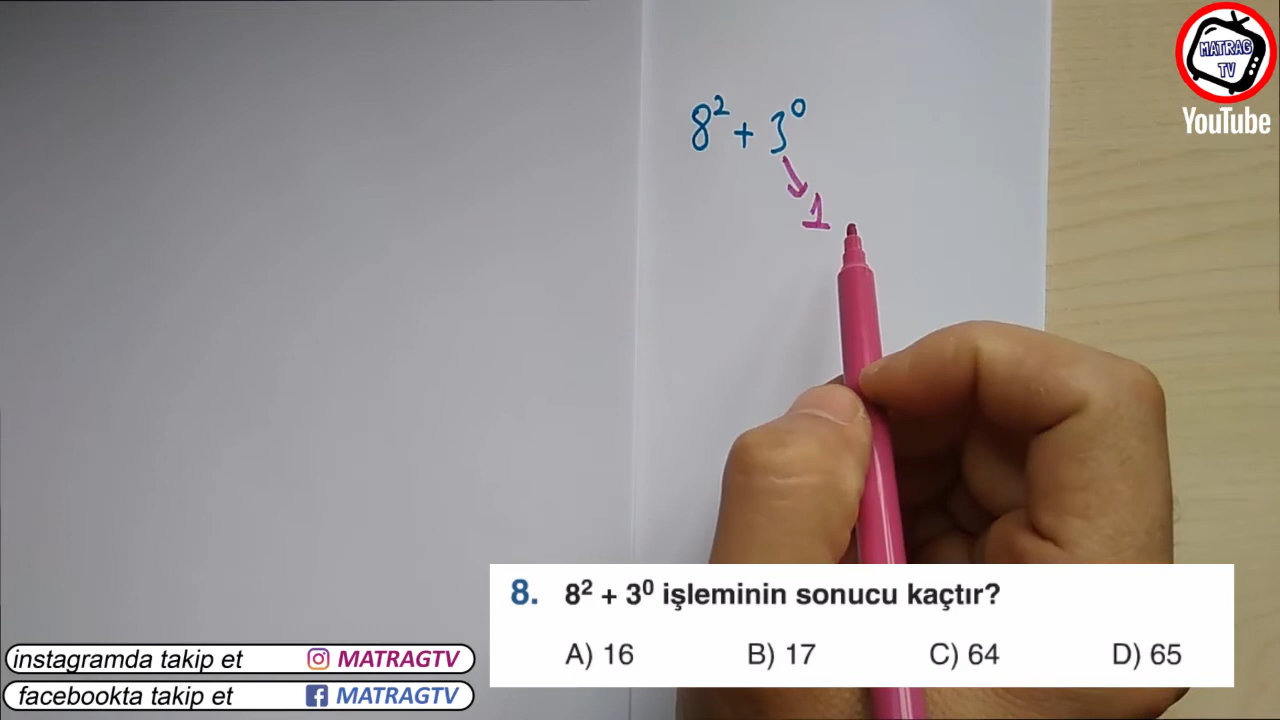 MATRAG
TV
YouTube
8² + 3⁰
1
8. 8² + 3⁰ işleminin sonucu kaçtır?
A) 16 B) 17 C) 64 D) 65
instagramda takip et MATRAGTV
facebookta takip et MATRAGTV